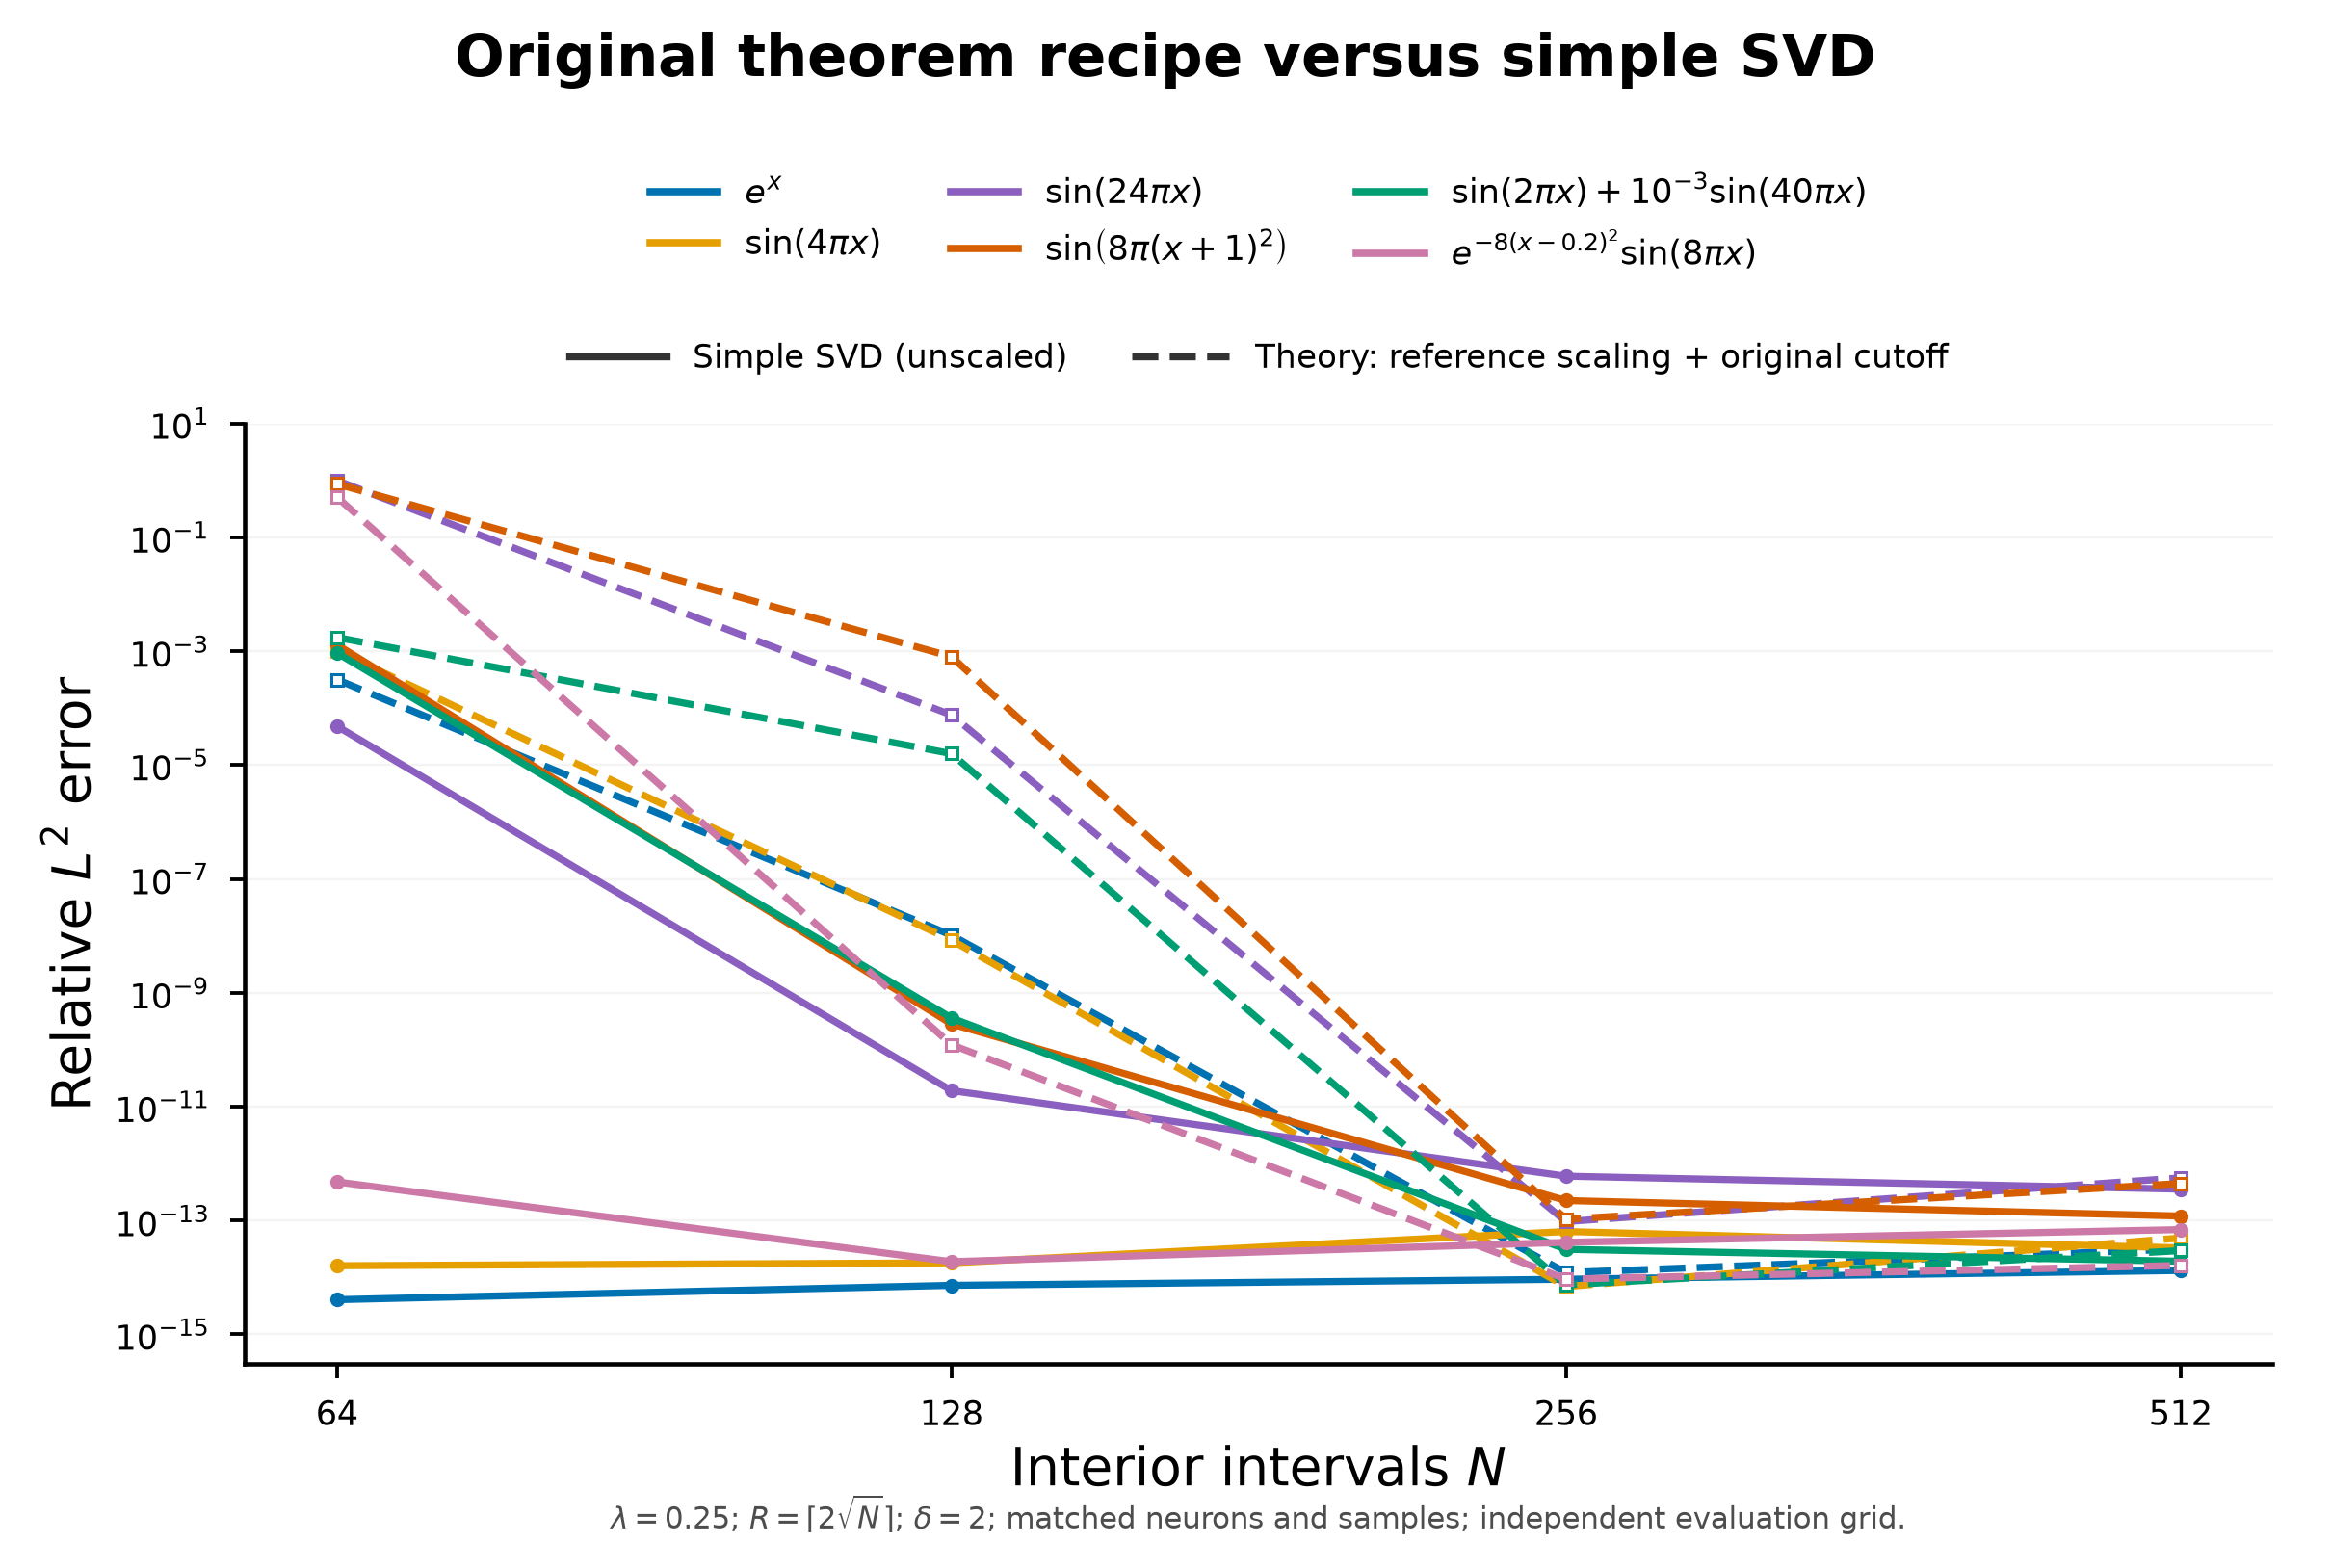 Original theorem recipe versus simple SVD
e^x
sin(24πx)
sin(2πx) + 10^{−3}sin(40πx)
sin(4πx)
sin(8π(x + 1)^2)
e^{−8(x − 0.2)^2}sin(8πx)
Simple SVD (unscaled)
Theory: reference scaling + original cutoff
10^1
10^{−1}
10^{−3}
10^{−5}
10^{−7}
10^{−9}
10^{−11}
10^{−13}
10^{−15}
Relative L^2 error
64
128
256
512
Interior intervals N
λ = 0.25; R = ⌈2√N⌉; δ = 2; matched neurons and samples; independent evaluation grid.